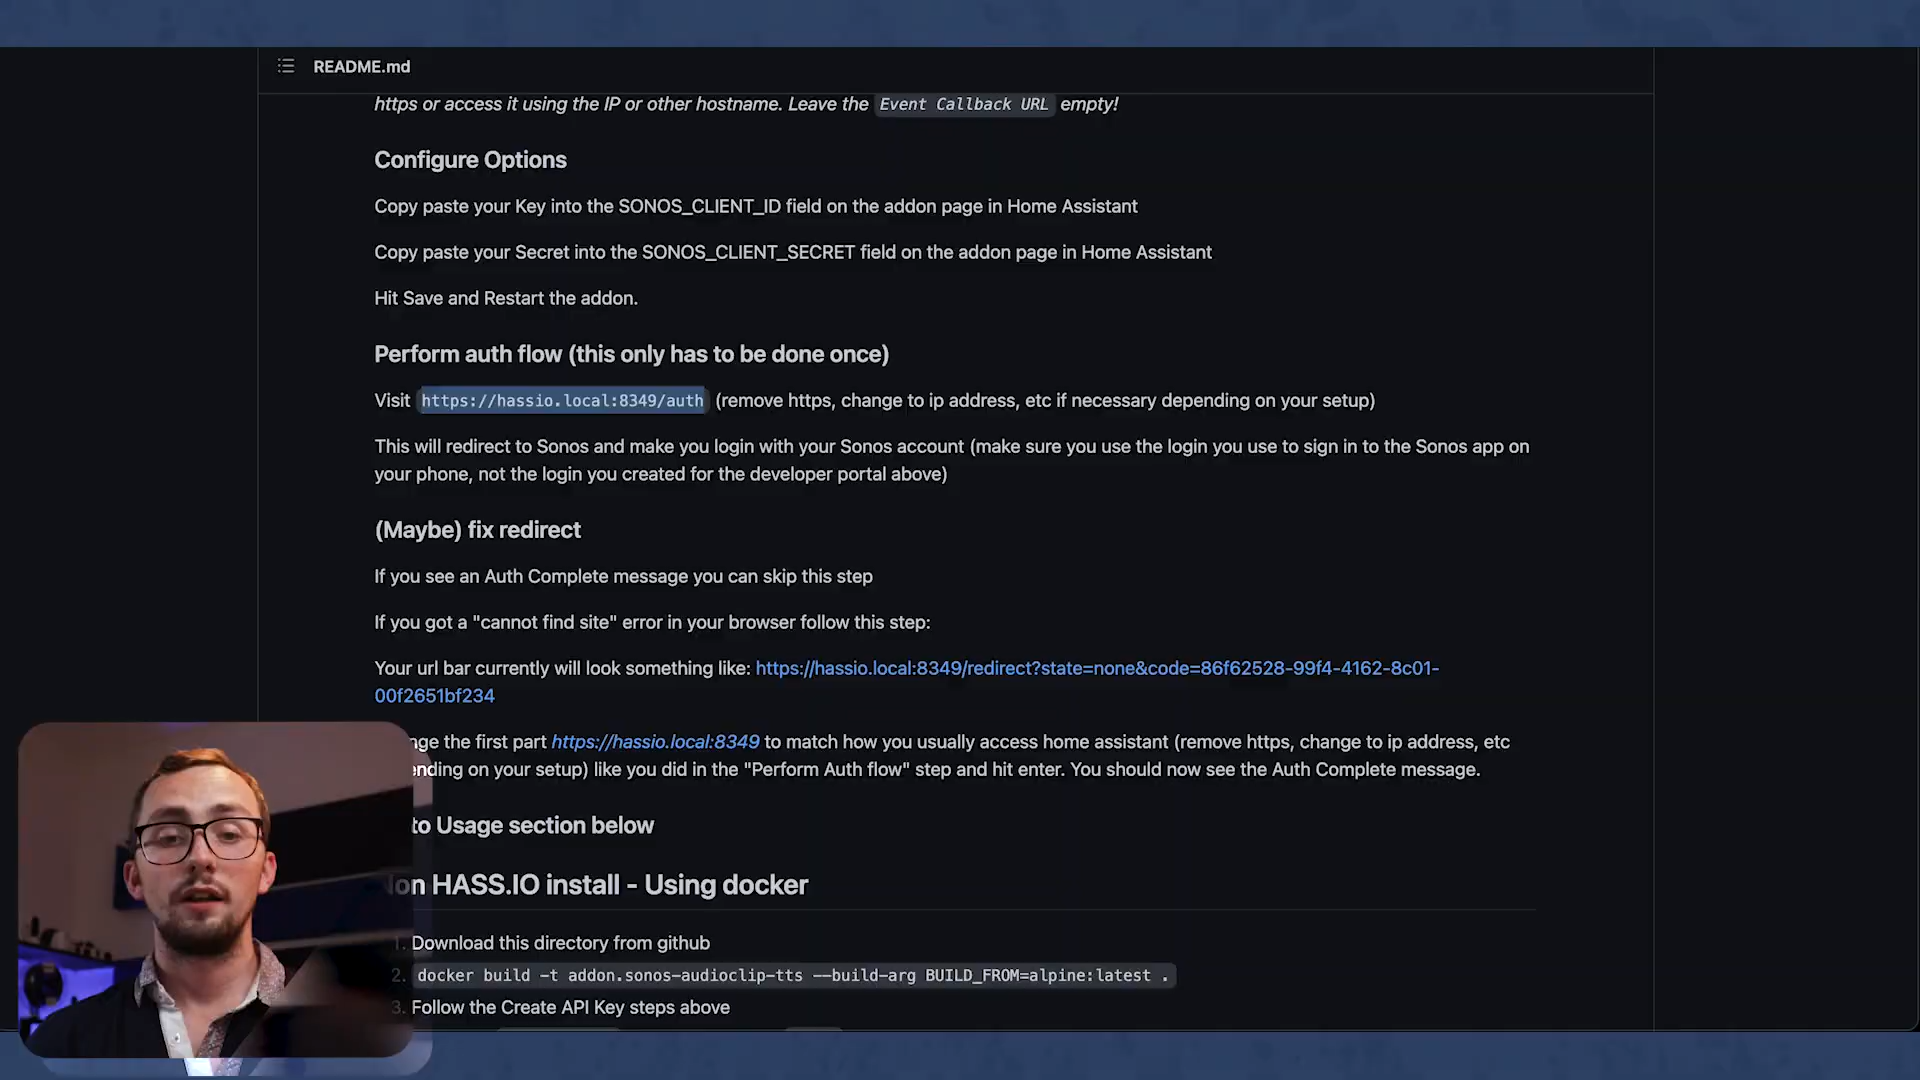 README.md
https or access it using the IP or other hostname. Leave the Event Callback URL empty!
Configure Options
Copy paste your Key into the SONOS_CLIENT_ID field on the addon page in Home Assistant
Copy paste your Secret into the SONOS_CLIENT_SECRET field on the addon page in Home Assistant
Hit Save and Restart the addon.
Perform auth flow (this only has to be done once)
Visit https://hassio.local:8349/auth (remove https, change to ip address, etc if necessary depending on your setup)
This will redirect to Sonos and make you login with your Sonos account (make sure you use the login you use to sign in to the Sonos app on
your phone, not the login you created for the developer portal above)
(Maybe) fix redirect
If you see an Auth Complete message you can skip this step
If you got a "cannot find site" error in your browser follow this step:
Your url bar currently will look something like: https://hassio.local:8349/redirect?state=none&code=86f62528-99f4-4162-8c01-
00f2651bf234
nge the first part https://hassio.local:8349 to match how you usually access home assistant (remove https, change to ip address, etc
ending on your setup) like you did in the "Perform Auth flow" step and hit enter. You should now see the Auth Complete message.
to Usage section below
Non HASS.IO install - Using docker
1. Download this directory from github
2. docker build -t addon.sonos-audioclip-tts --build-arg BUILD_FROM=alpine:latest .
3. Follow the Create API Key steps above